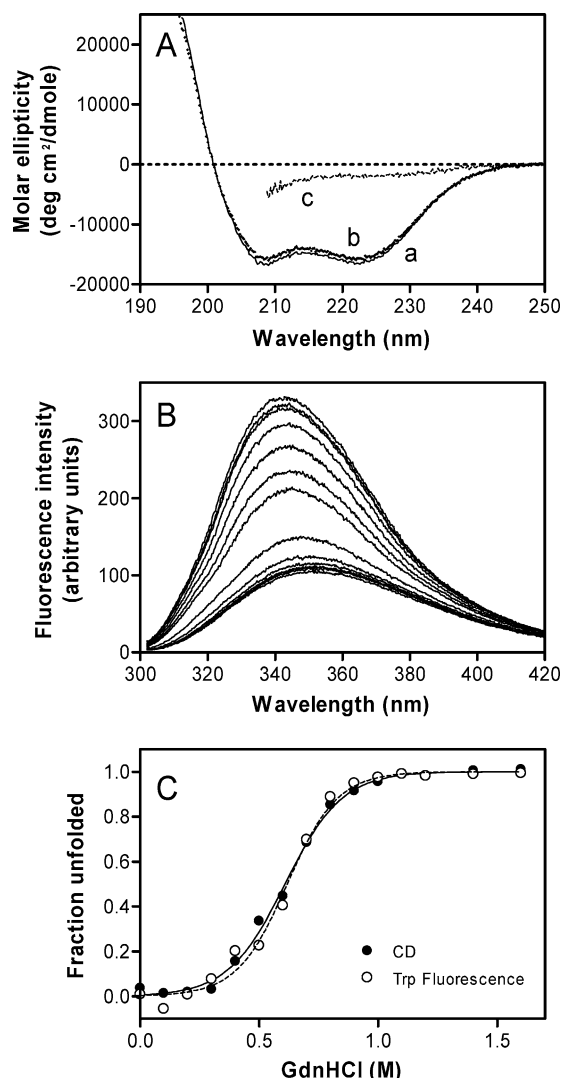 A
Molar ellipticity
(deg cm²/dmole)
20000
10000
0
-10000
-20000
c
b
a
190 200 210 220 230 240 250
Wavelength (nm)
B
Fluorescence intensity
(arbitrary units)
300
200
100
0
300 320 340 360 380 400 420
Wavelength (nm)
C
Fraction unfolded
1.0
0.8
0.6
0.4
0.2
0.0
CD
Trp Fluorescence
0.0 0.5 1.0 1.5
GdnHCl (M)